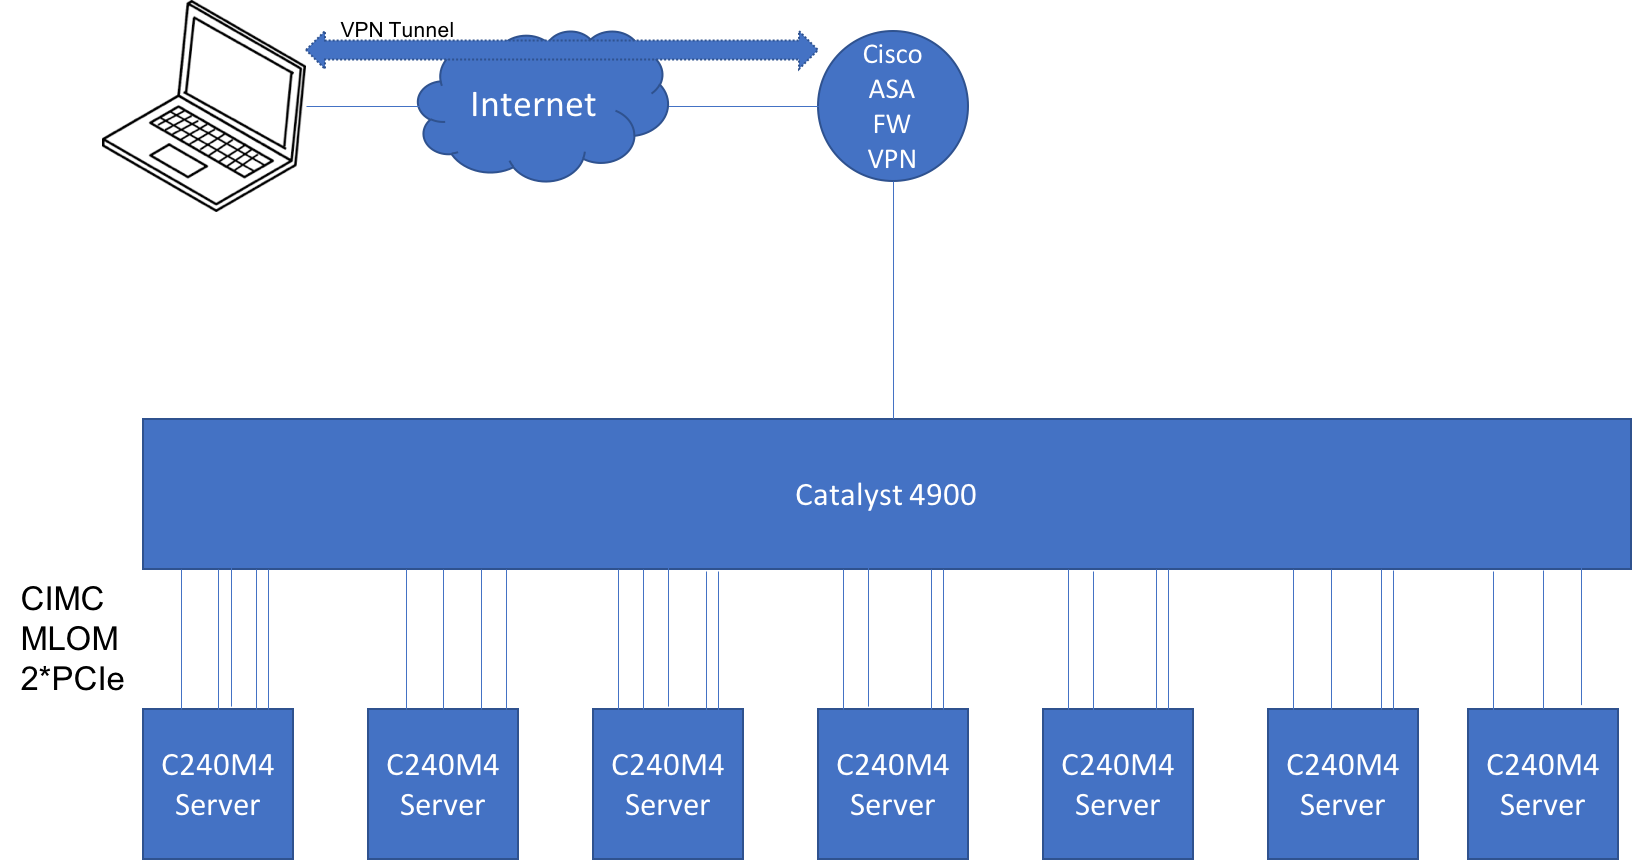 VPN Tunnel
Internet
Cisco
ASA
FW
VPN
Catalyst 4900
CIMC
MLOM
2*PCIe
C240M4
Server
C240M4
Server
C240M4
Server
C240M4
Server
C240M4
Server
C240M4
Server
C240M4
Server